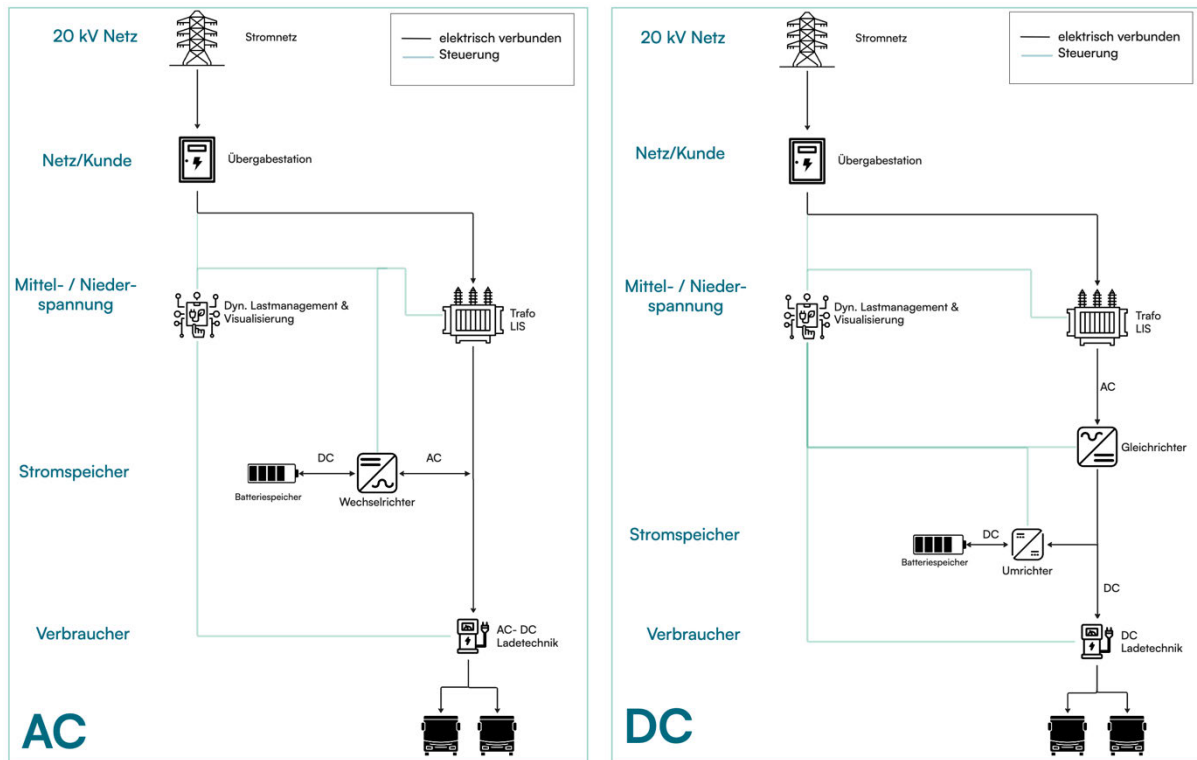 20 kV Netz
Stromnetz
elektrisch verbunden
Steuerung
Netz/Kunde
Übergabestation
Mittel- / Nieder-
spannung
Dyn. Lastmanagement &
Visualisierung
Trafo
LIS
Stromspeicher
DC
AC
Batteriespeicher
Wechselrichter
Verbraucher
AC- DC
Ladetechnik
AC
20 kV Netz
Stromnetz
elektrisch verbunden
Steuerung
Netz/Kunde
Übergabestation
Mittel- / Nieder-
spannung
Dyn. Lastmanagement &
Visualisierung
Trafo
LIS
AC
Gleichrichter
Stromspeicher
DC
Batteriespeicher
Umrichter
DC
Verbraucher
DC
Ladetechnik
DC